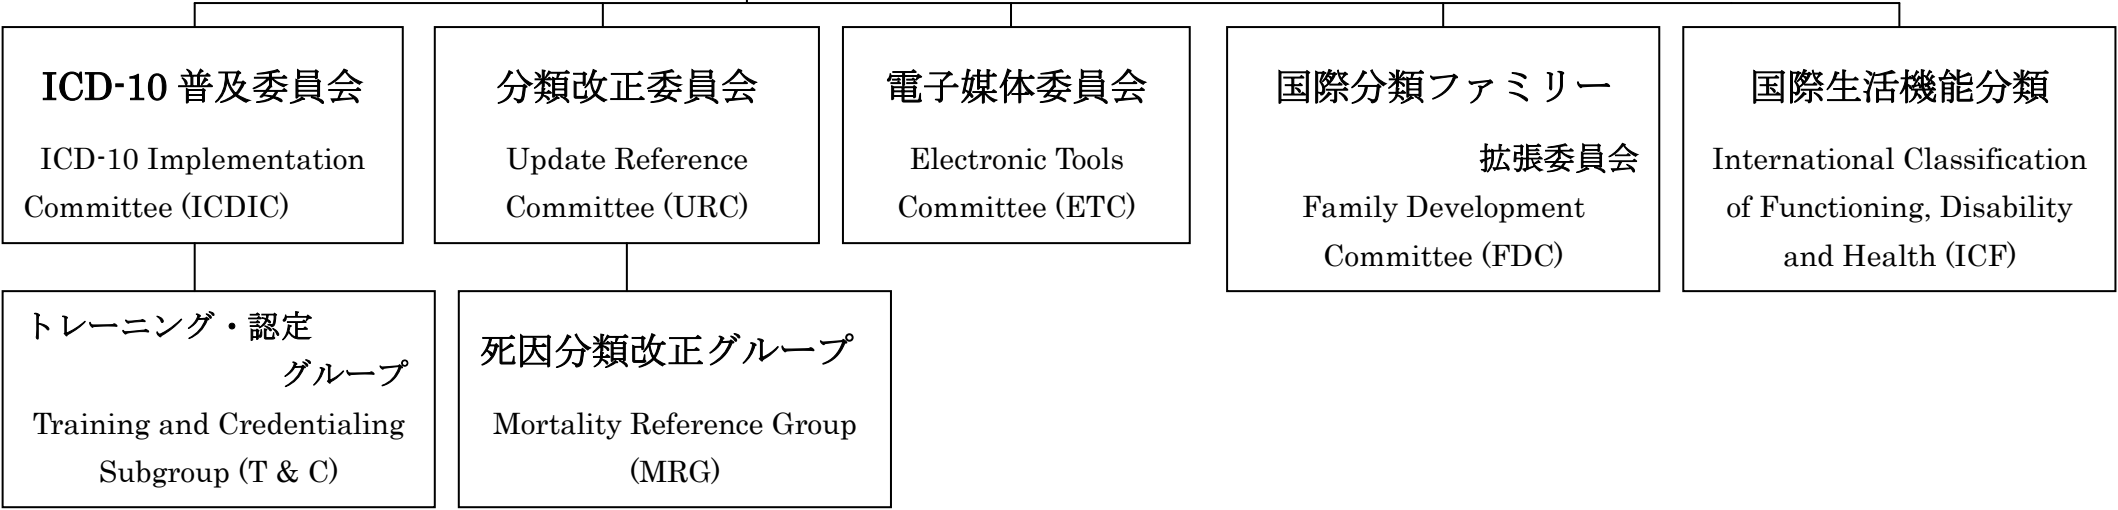 ICD-10 普及委員会
ICD-10 Implementation
Committee (ICDIC)
分類改正委員会
Update Reference
Committee (URC)
電子媒体委員会
Electronic Tools
Committee (ETC)
国際分類ファミリー
拡張委員会
Family Development
Committee (FDC)
国際生活機能分類
International Classification
of Functioning, Disability
and Health (ICF)
トレーニング・認定
グループ
Training and Credentialing
Subgroup (T & C)
死因分類改正グループ
Mortality Reference Group
(MRG)